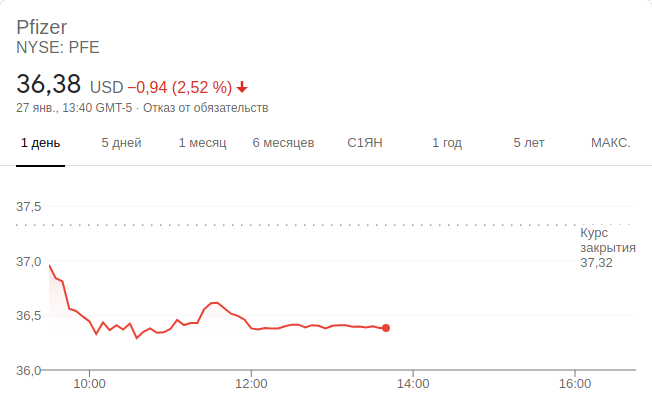 Pfizer
NYSE: PFE
36,38 USD −0,94 (2,52 %)
27 янв., 13:40 GMT-5 · Отказ от обязательств
1 день 5 дней 1 месяц 6 месяцев С1ЯН 1 год 5 лет МАКС.
37,5
Курс
закрытия
37,32
37,0
36,5
36,0
10:00 12:00 14:00 16:00